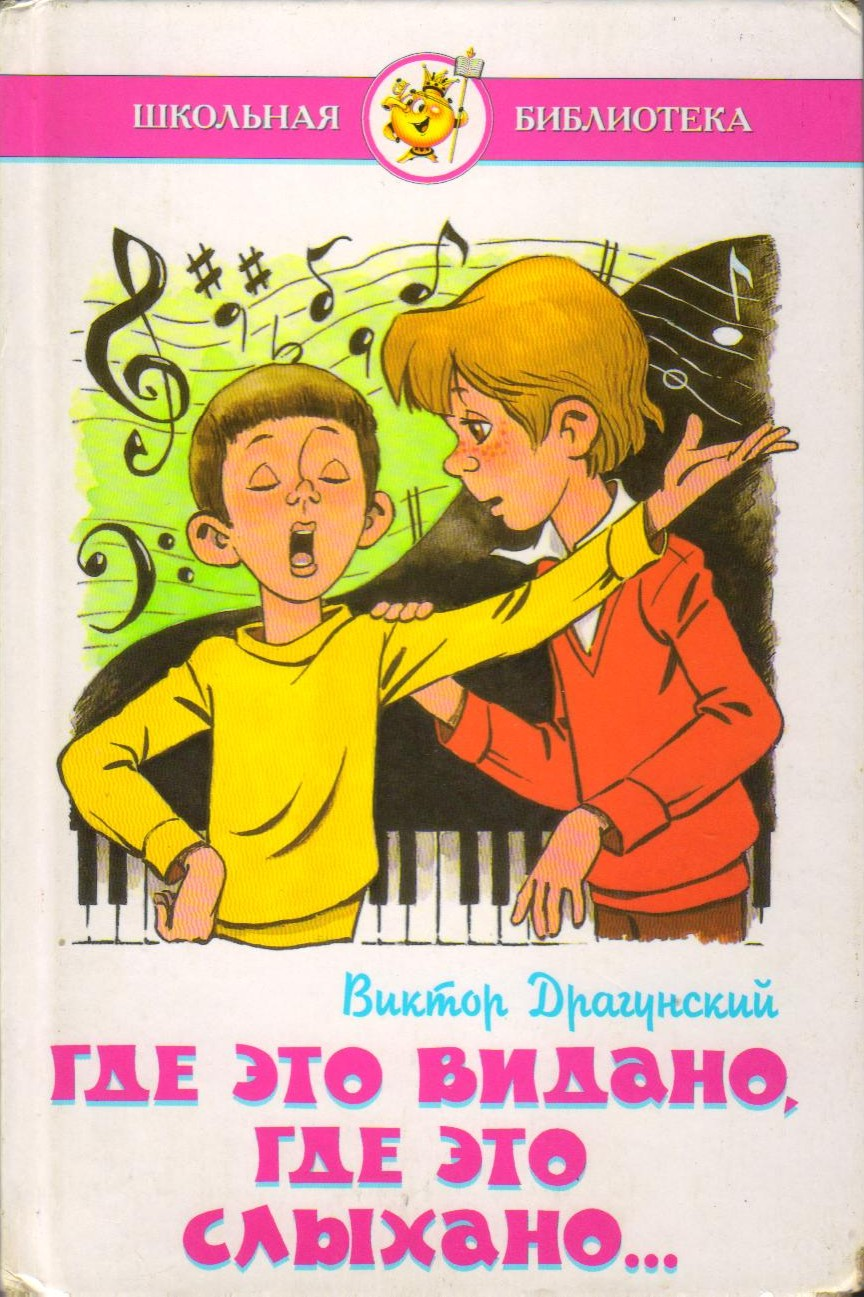 ШКОЛЬНАЯ БИБЛИОТЕКА
Виктор Драгунский
ГДЕ ЭТО ВИДАНО,
ГДЕ ЭТО
СЛЫХАНО...